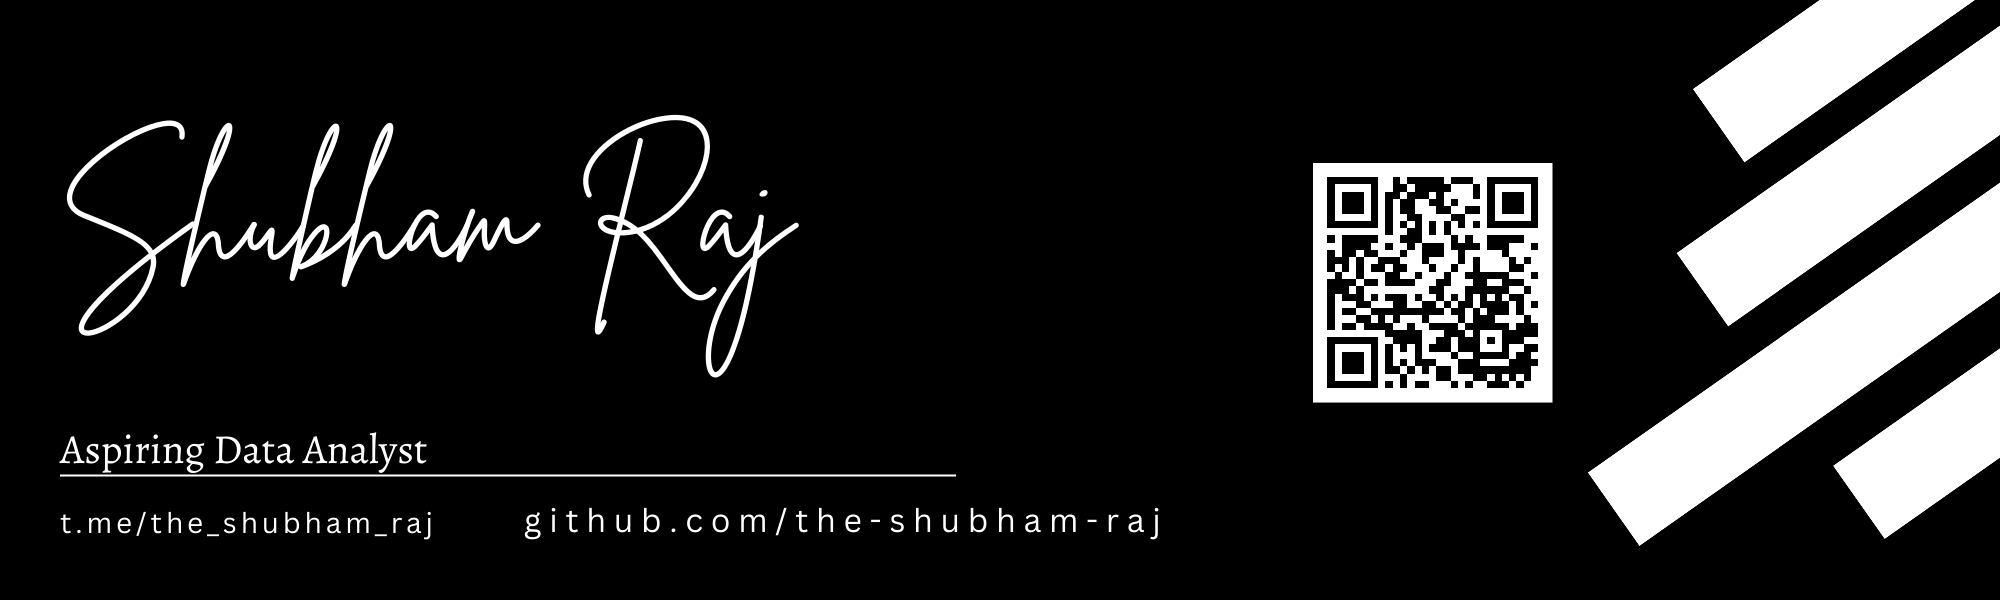 Shubham Raj
Aspiring Data Analyst
t.me/the_shubham_raj
github.com/the-shubham-raj